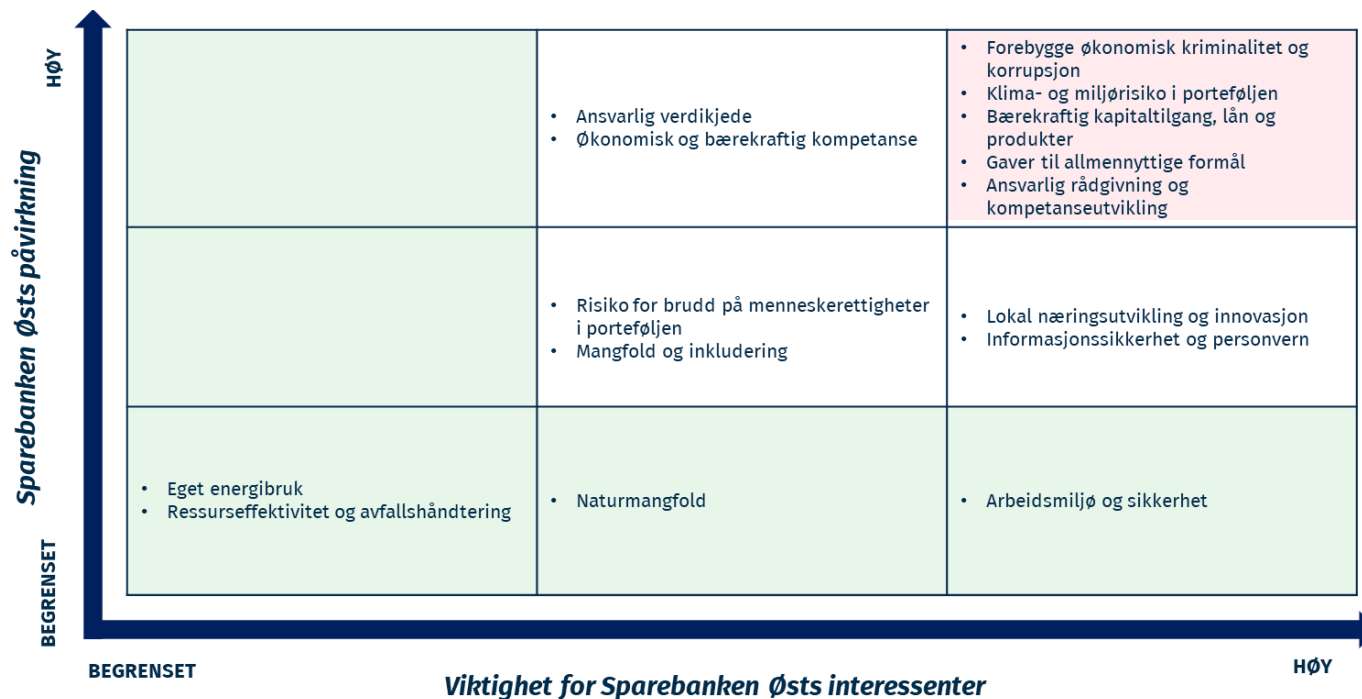 HØY
Sparebanken Østs påvirkning
BEGRENSET
• Ansvarlig verdikjede
• Økonomisk og bærekraftig kompetanse
• Forebygge økonomisk kriminalitet og
korrupsjon
• Klima- og miljørisiko i porteføljen
• Bærekraftig kapitaltilgang, lån og
produkter
• Gaver til allmennyttige formål
• Ansvarlig rådgivning og
kompetanseutvikling
• Risiko for brudd på menneskerettigheter
i porteføljen
• Mangfold og inkludering
• Lokal næringsutvikling og innovasjon
• Informasjonssikkerhet og personvern
• Eget energibruk
• Ressurseffektivitet og avfallshåndtering
• Naturmangfold
• Arbeidsmiljø og sikkerhet
BEGRENSET
Viktighet for Sparebanken Østs interessenter
HØY